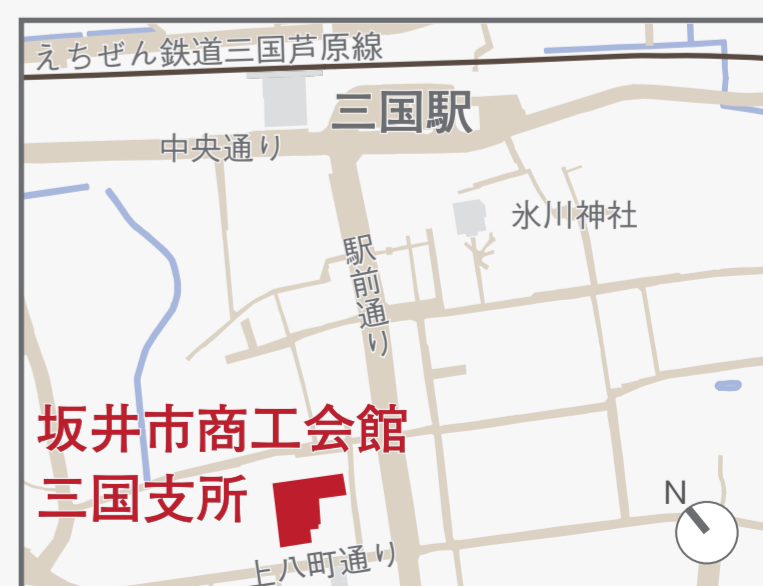 えちぜん鉄道三国芦原線
三国駅
中央通り
氷川神社
駅前通り
坂井市商工会館
三国支所
N
上八町通り